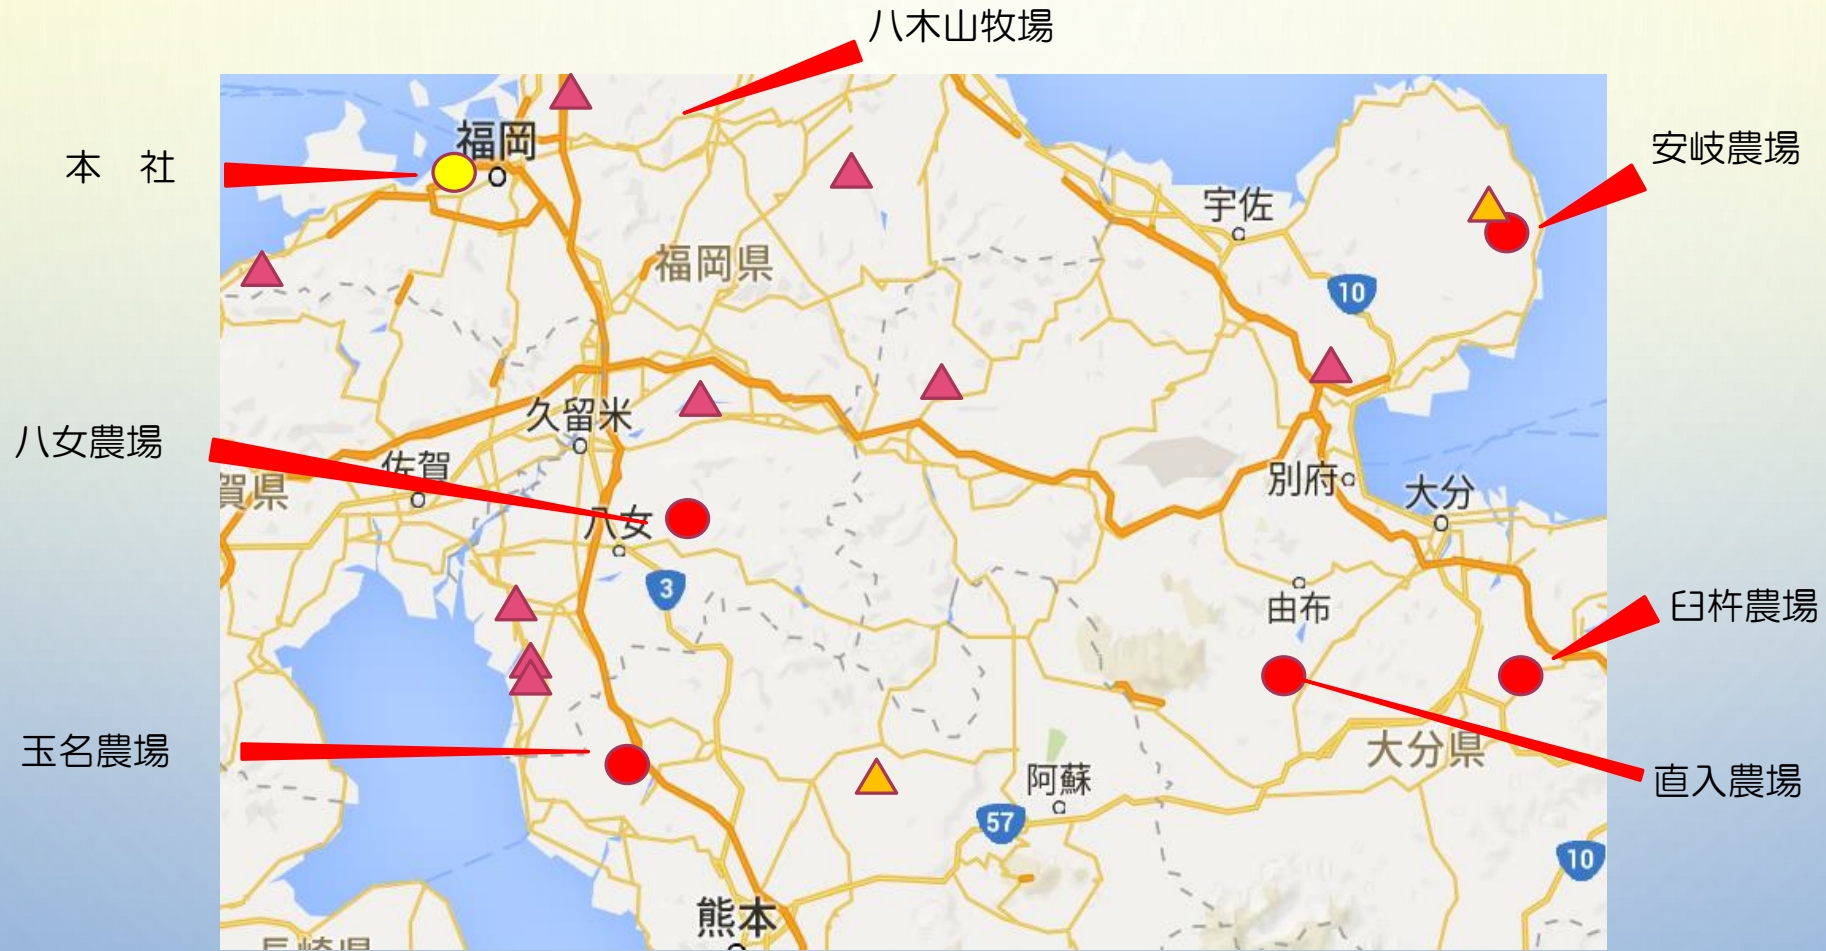 八木山牧場
福岡
本　社
安岐農場
宇佐
福岡県
10
久留米
八女農場
佐賀
賀県
別府
大分
八女
3
由布
臼杵農場
玉名農場
大分県
阿蘇
直入農場
57
10
熊本
長崎県